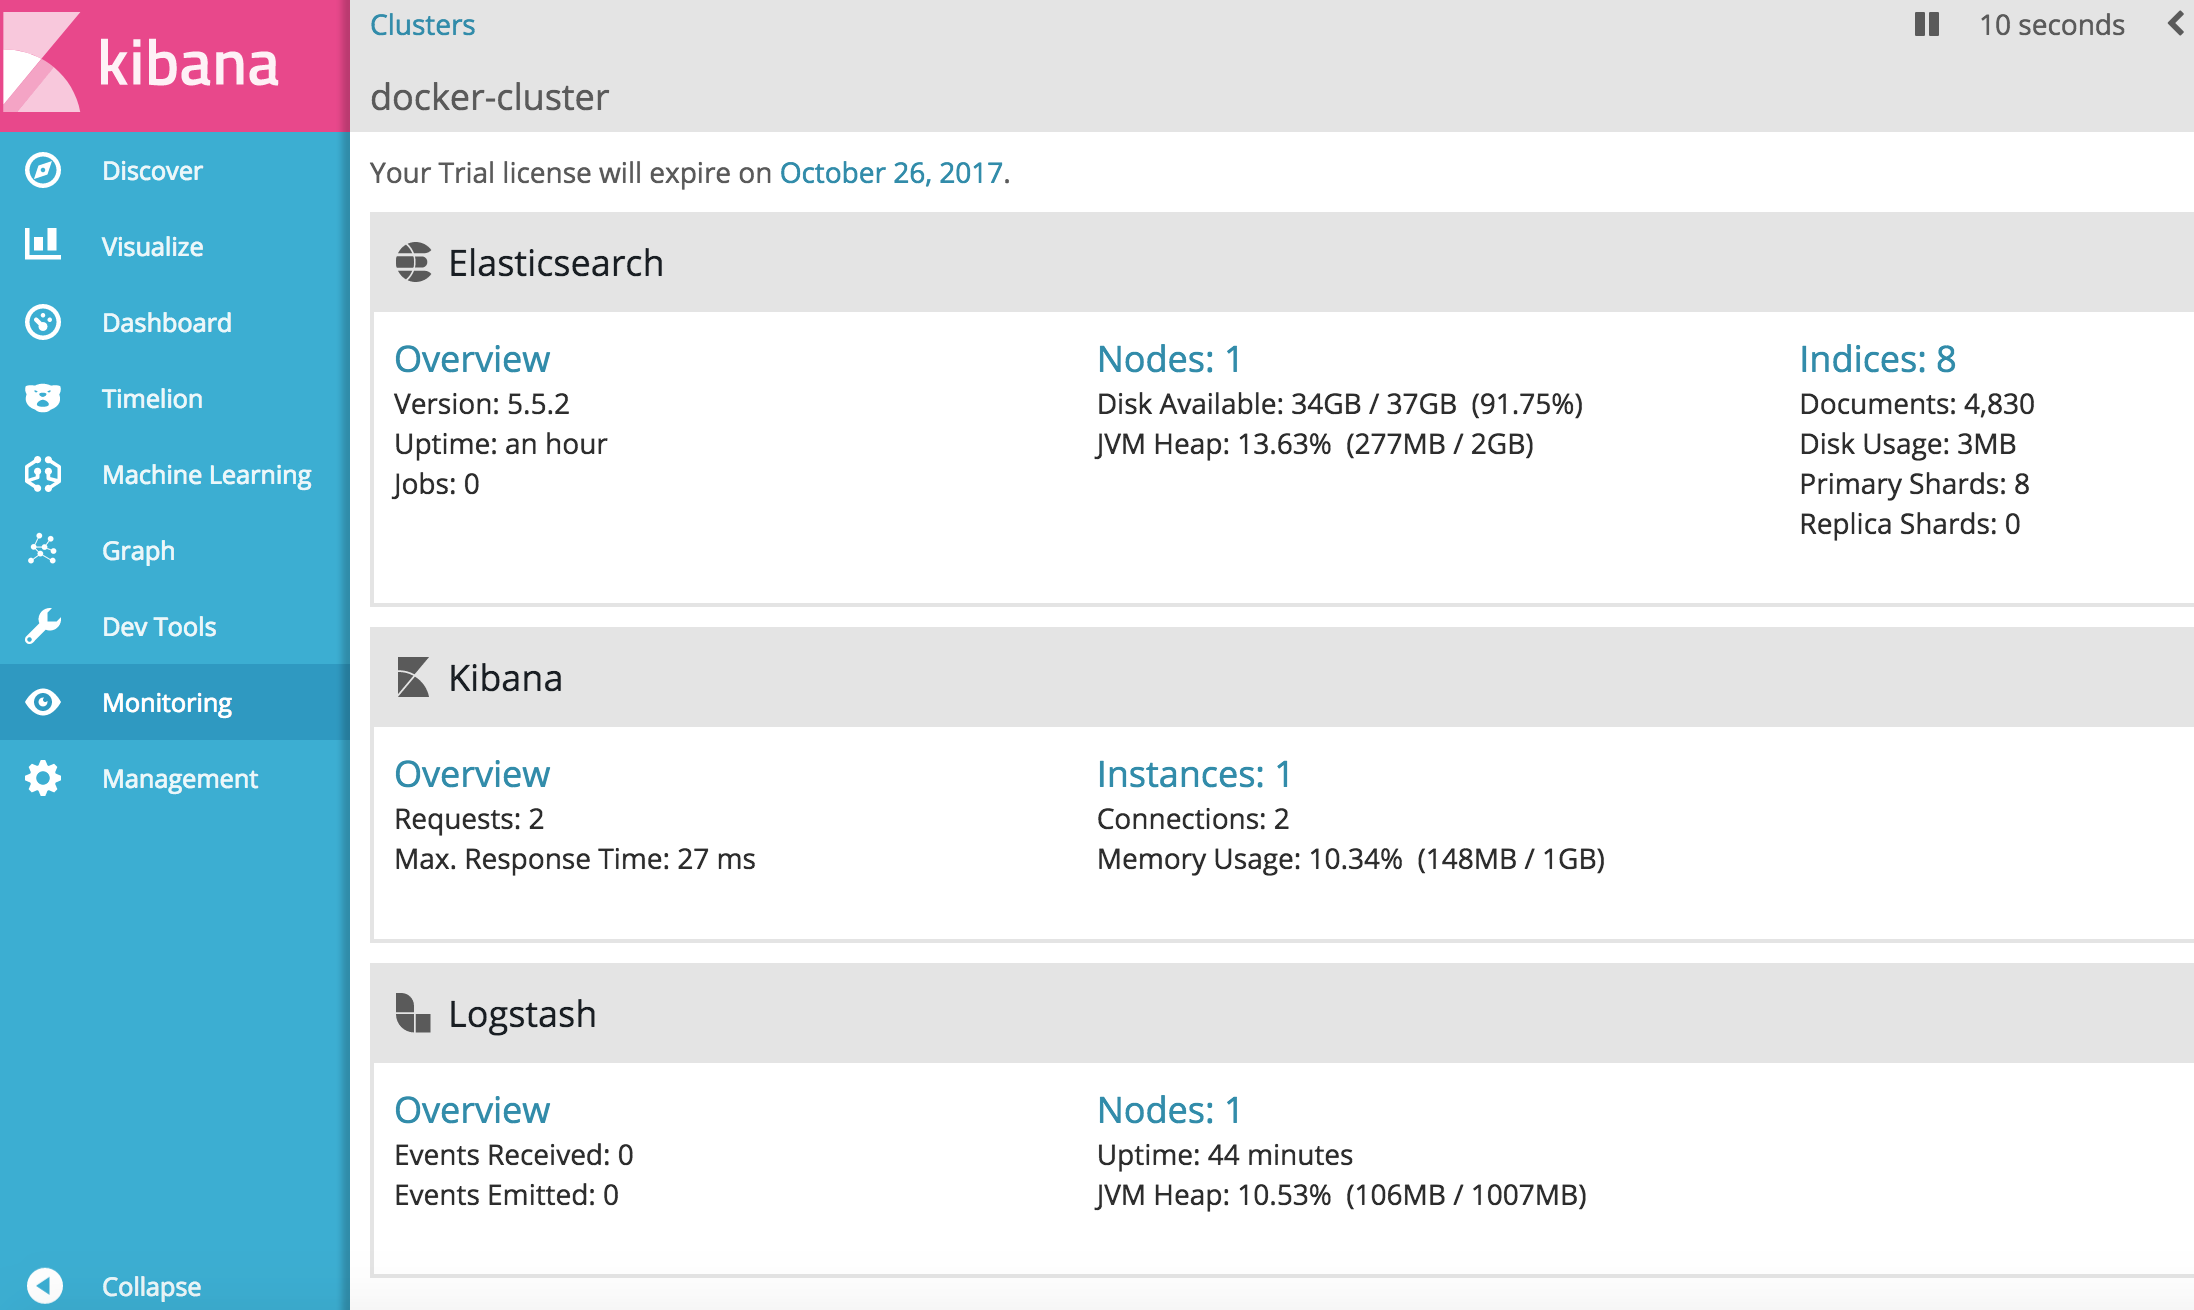 kibana
Discover
Visualize
Dashboard
Timelion
Machine Learning
Graph
Dev Tools
Monitoring
Management
Collapse
Clusters
10 seconds
docker-cluster
Your Trial license will expire on October 26, 2017.
Elasticsearch
Overview
Version: 5.5.2
Uptime: an hour
Jobs: 0
Nodes: 1
Disk Available: 34GB / 37GB (91.75%)
JVM Heap: 13.63% (277MB / 2GB)
Indices: 8
Documents: 4,830
Disk Usage: 3MB
Primary Shards: 8
Replica Shards: 0
Kibana
Overview
Requests: 2
Max. Response Time: 27 ms
Instances: 1
Connections: 2
Memory Usage: 10.34% (148MB / 1GB)
Logstash
Overview
Events Received: 0
Events Emitted: 0
Nodes: 1
Uptime: 44 minutes
JVM Heap: 10.53% (106MB / 1007MB)